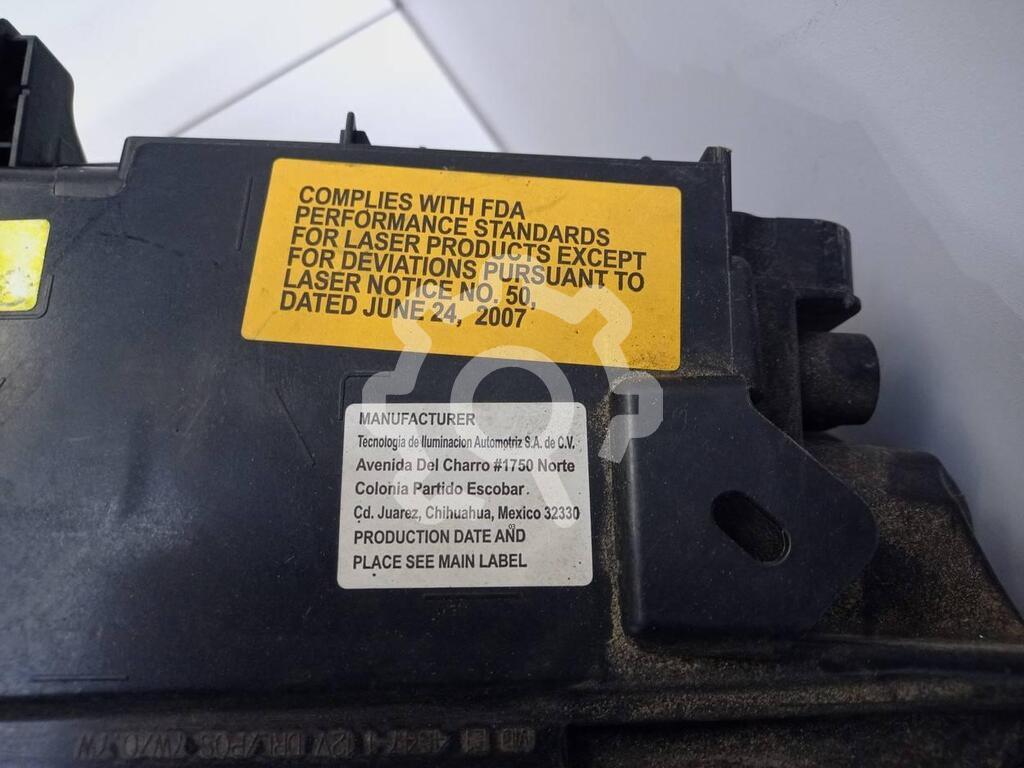 COMPLIES WITH FDA
PERFORMANCE STANDARDS
FOR LASER PRODUCTS EXCEPT
FOR DEVIATIONS PURSUANT TO
LASER NOTICE NO. 50,
DATED JUNE 24, 2007
MANUFACTURER
Tecnologia de Iluminacion Automotriz S.A. de C.V.
Avenida Del Charro #1750 Norte
Colonia Partido Escobar.
Cd. Juarez, Chihuahua, Mexico 32330
03
PRODUCTION DATE AND
PLACE SEE MAIN LABEL